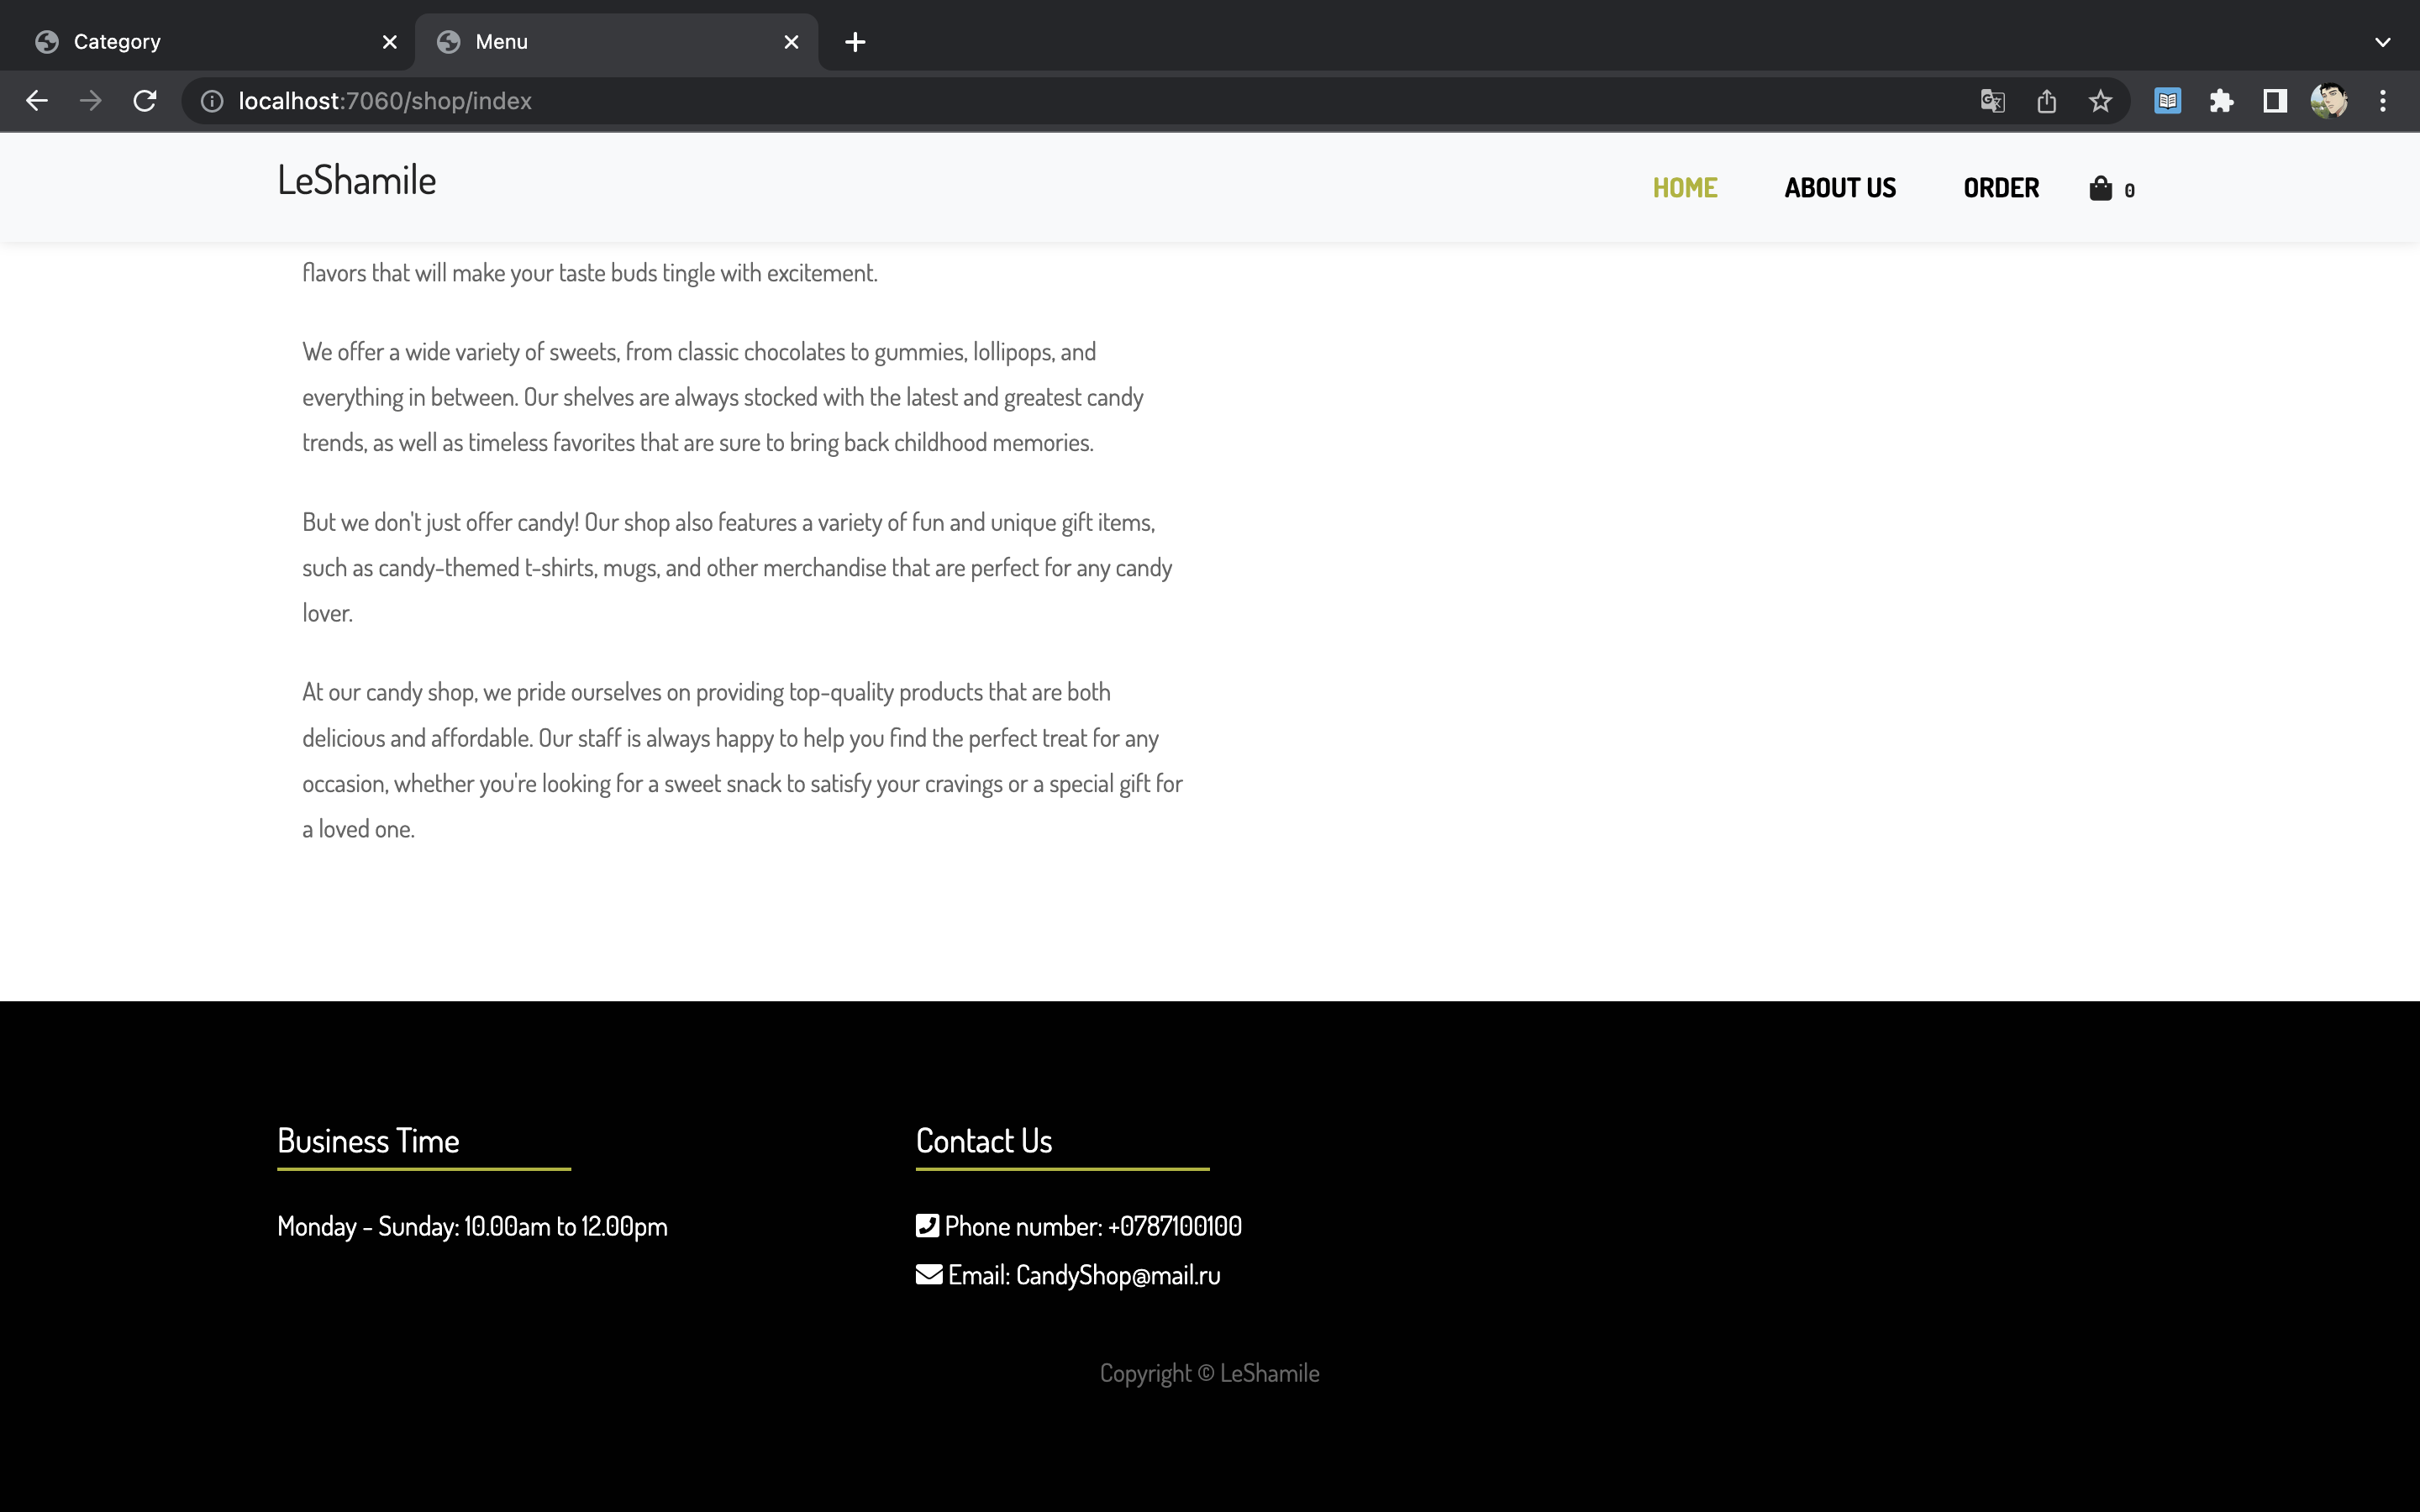 Category
Menu
localhost:7060/shop/index
LeShamile
HOME
ABOUT US
ORDER
0
flavors that will make your taste buds tingle with excitement.
We offer a wide variety of sweets, from classic chocolates to gummies, lollipops, and
everything in between. Our shelves are always stocked with the latest and greatest candy
trends, as well as timeless favorites that are sure to bring back childhood memories.
But we don't just offer candy! Our shop also features a variety of fun and unique gift items,
such as candy-themed t-shirts, mugs, and other merchandise that are perfect for any candy
lover.
At our candy shop, we pride ourselves on providing top-quality products that are both
delicious and affordable. Our staff is always happy to help you find the perfect treat for any
occasion, whether you're looking for a sweet snack to satisfy your cravings or a special gift for
a loved one.
Business Time
Monday - Sunday: 10.00am to 12.00pm
Contact Us
Phone number: +0787100100
Email: CandyShop@mail.ru
Copyright © LeShamile